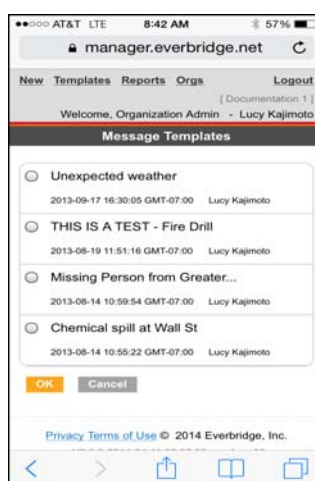 AT&T LTE 8:42 AM 57%
manager.everbridge.net
New Templates Reports Orgs Logout
[ Documentation 1 ]
Welcome, Organization Admin - Lucy Kajimoto
Message Templates
Unexpected weather
2013-09-17 16:30:05 GMT-07:00 Lucy Kajimoto
THIS IS A TEST - Fire Drill
2013-08-19 11:51:16 GMT-07:00 Lucy Kajimoto
Missing Person from Greater...
2013-08-14 10:59:54 GMT-07:00 Lucy Kajimoto
Chemical spill at Wall St
2013-08-14 10:55:22 GMT-07:00 Lucy Kajimoto
OK Cancel
Privacy Terms of Use © 2014 Everbridge, Inc.